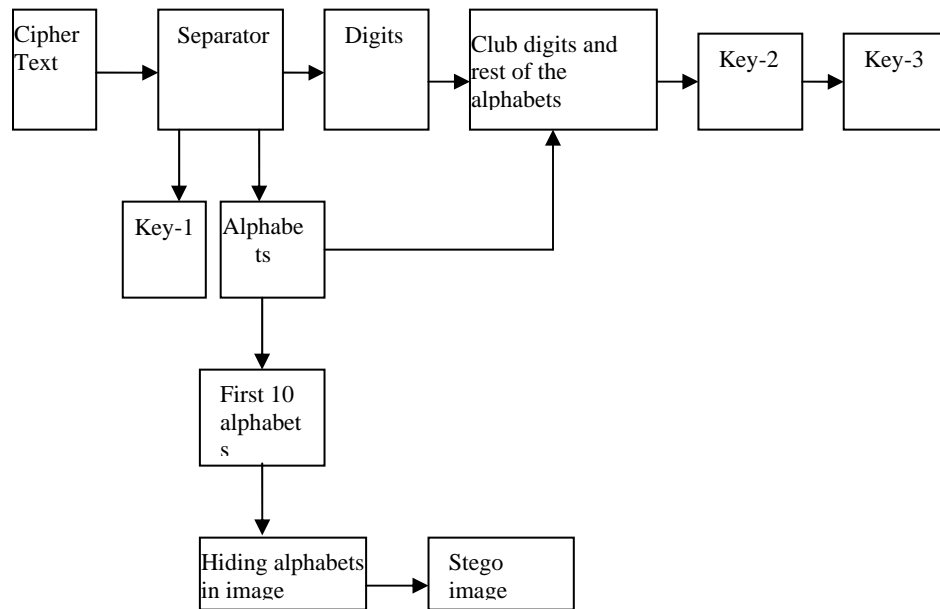 Cipher
Text
Separator
Digits
Club digits and
rest of the
alphabets
Key-2
Key-3
Key-1
Alphabe
ts
First 10
alphabet
s
Hiding alphabets
in image
Stego
image